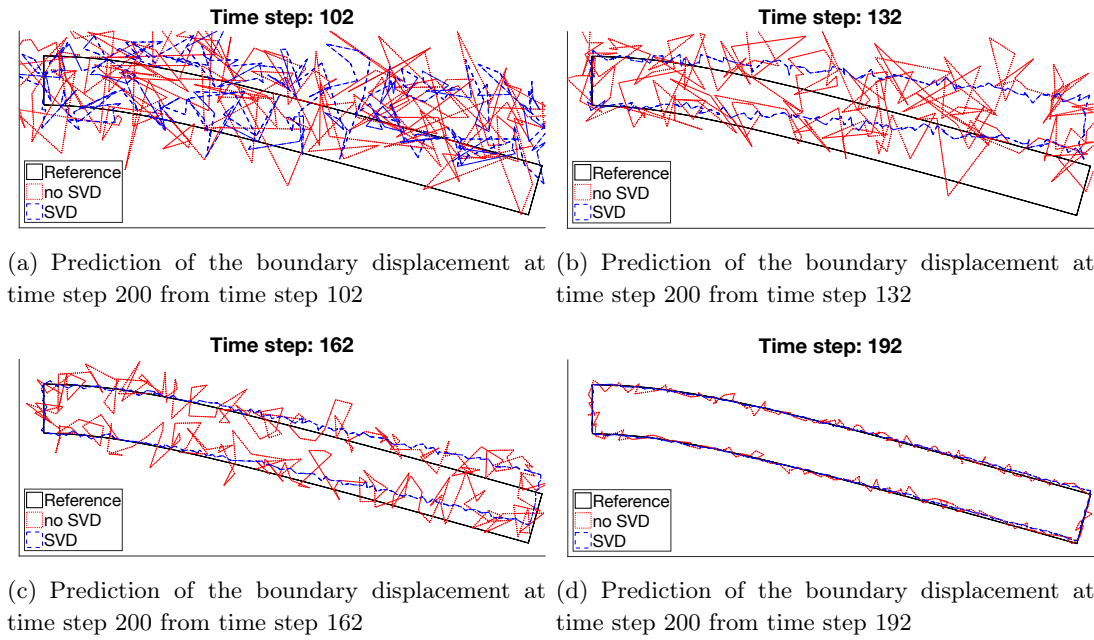 Time step: 102
Reference
no SVD
SVD
(a) Prediction of the boundary displacement at
time step 200 from time step 102
Time step: 132
Reference
no SVD
SVD
(b) Prediction of the boundary displacement at
time step 200 from time step 132
Time step: 162
Reference
no SVD
SVD
(c) Prediction of the boundary displacement at
time step 200 from time step 162
Time step: 192
Reference
no SVD
SVD
(d) Prediction of the boundary displacement at
time step 200 from time step 192